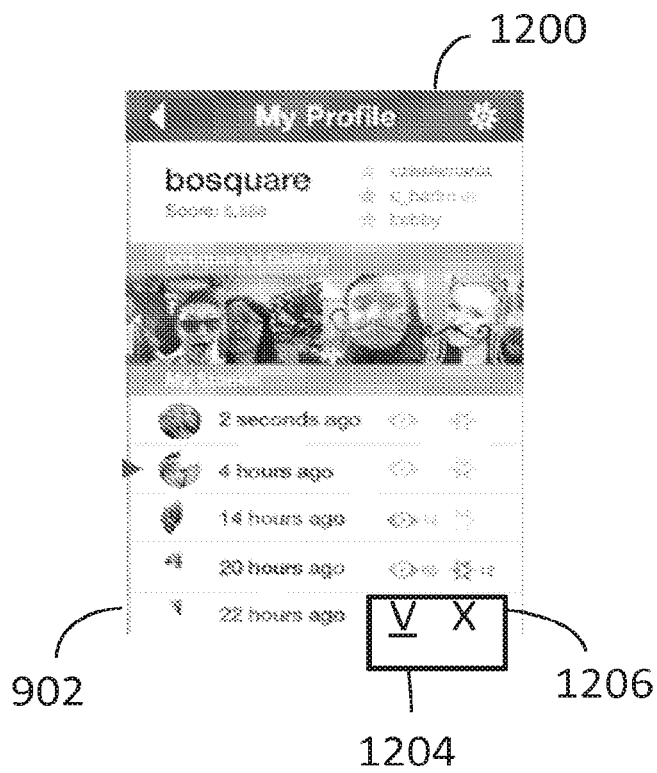 1200
My Profile
bosquare
bobby
2 seconds ago
4 hours ago
14 hours ago
20 hours ago
22 hours ago V X
902
1206
1204